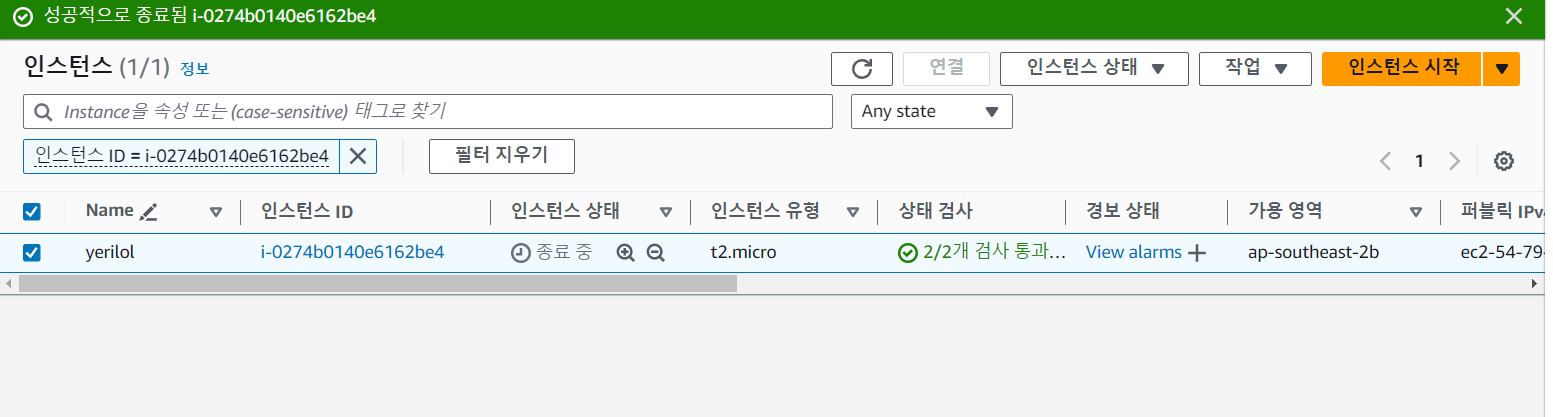 성공적으로 종료됨 i-0274b0140e6162be4
인스턴스 (1/1) 정보 연결 인스턴스 상태 작업 인스턴스 시작
Instance을 속성 또는 (case-sensitive) 태그로 찾기 Any state
인스턴스 ID = i-0274b0140e6162be4 필터 지우기 1
Name 인스턴스 ID 인스턴스 상태 인스턴스 유형 상태 검사 경보 상태 가용 영역 퍼블릭 IPv4
yerilol i-0274b0140e6162be4 종료 중 t2.micro 2/2개 검사 통과… View alarms ap-southeast-2b ec2-54-79-